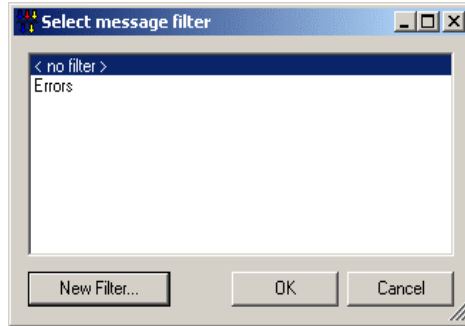 Select message filter
< no filter >
Errors
New Filter... OK Cancel